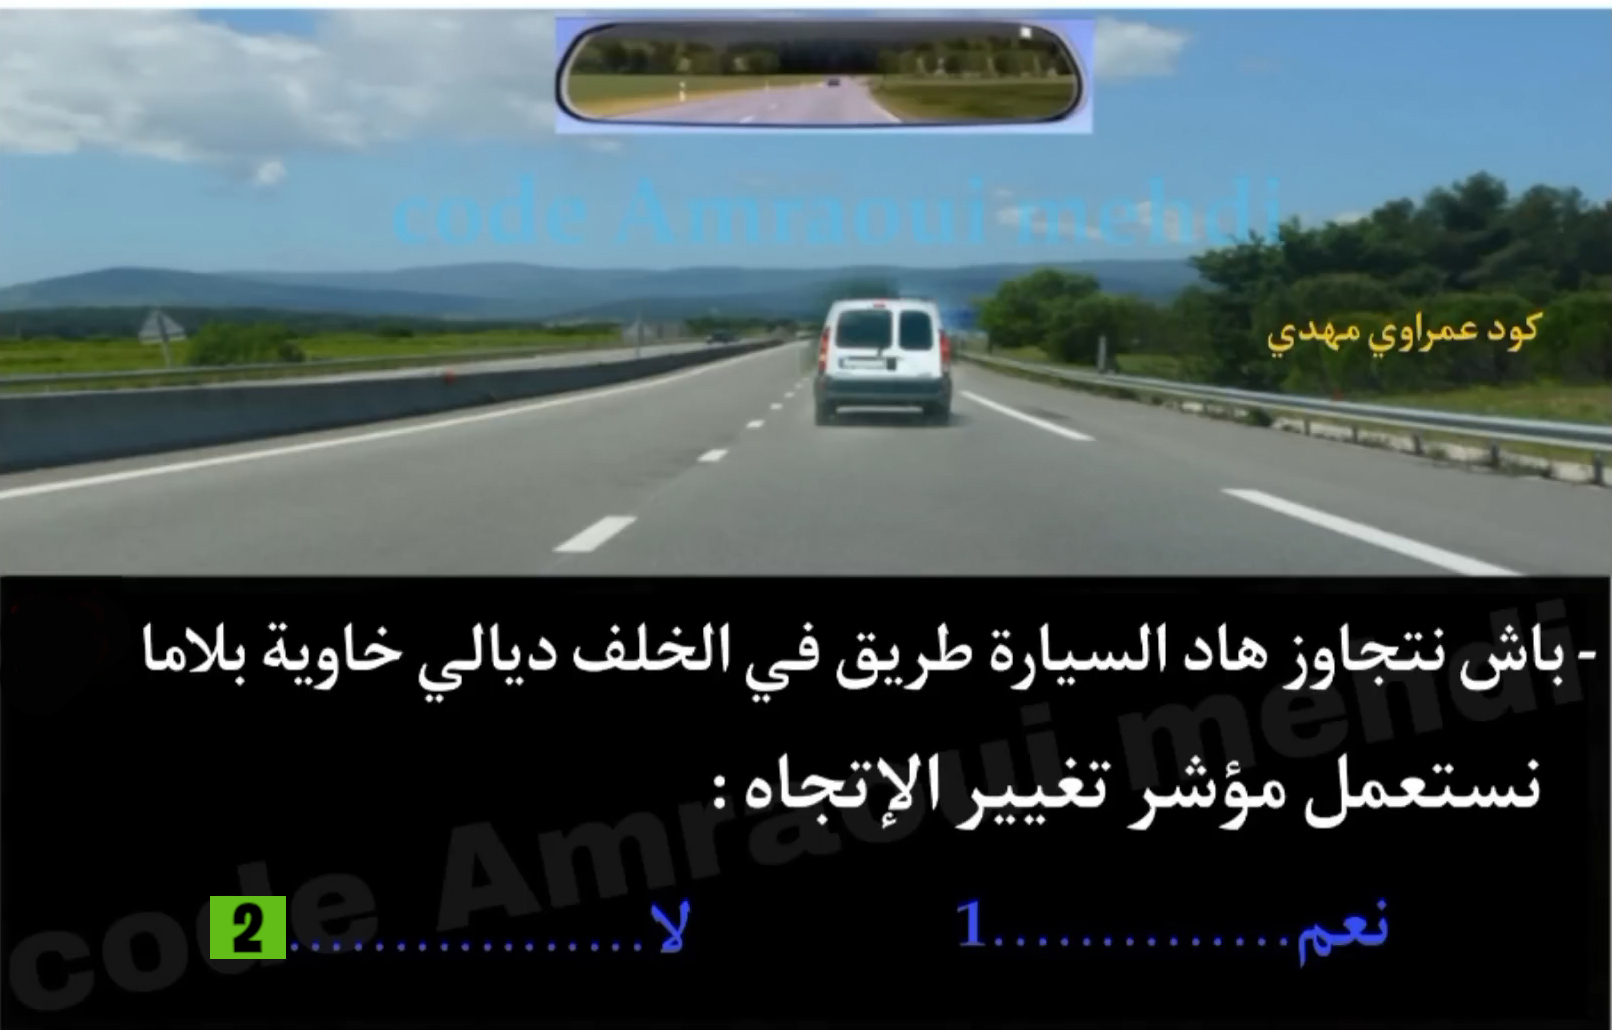 code Amraoui mehdi
كود عمراوي مهدي
- باش نتجاوز هاد السيارة طريق في الخلف ديالي خاوية بلاما
نستعمل مؤشر تغيير الإتجاه :
نعم..............1 لا.................2
code Amraoui mehdi